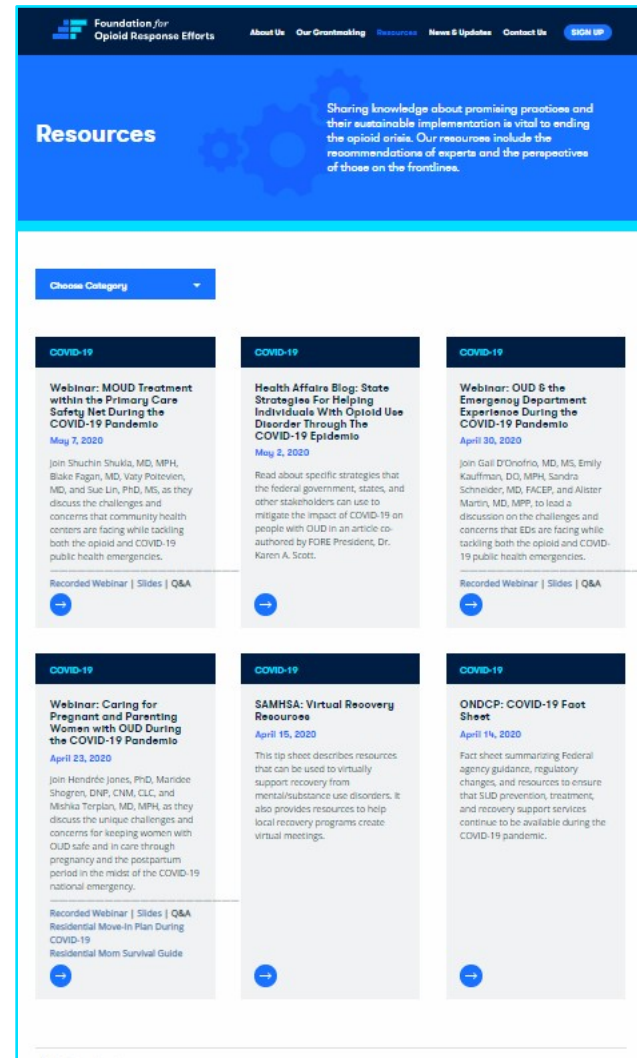 Foundation for
Opioid Response Efforts
About Us Our Grantmaking Resources News & Updates Contact Us SIGN UP
Resources
Sharing knowledge about promising practices and
their sustainable implementation is vital to ending
the opioid crisis. Our resources include the
recommendations of experts and the perspectives
of those on the frontlines.
Choose Category
COVID-19
Webinar: MOUD Treatment
within the Primary Care
Safety Net During the
COVID-19 Pandemic
May 7, 2020
Join Shuchin Shukla, MD, MPH,
Blake Fagan, MD, Vaty Poitevien,
MD, and Sue Lin, PhD, MS, as they
discuss the challenges and
concerns that community health
centers are facing while tackling
both the opioid and COVID-19
public health emergencies.
Recorded Webinar | Slides | Q&A
COVID-19
Health Affairs Blog: State
Strategies For Helping
Individuals With Opioid Use
Disorder Through The
COVID-19 Epidemic
May 2, 2020
Read about specific strategies that
the federal government, states, and
other stakeholders can use to
mitigate the impact of COVID-19 on
people with OUD in an article co-
authored by FORE President, Dr.
Karen A. Scott.
COVID-19
Webinar: OUD & the
Emergency Department
Experience During the
COVID-19 Pandemic
April 30, 2020
Join Gail D'Onofrio, MD, MS, Emily
Kauffman, DO, MPH, Sandra
Schneider, MD, FACEP, and Alister
Martin, MD, MPP, to lead a
discussion on the challenges and
concerns that EDs are facing while
tackling both the opioid and COVID-
19 public health emergencies.
Recorded Webinar | Slides | Q&A
COVID-19
Webinar: Caring for
Pregnant and Parenting
Women with OUD During
the COVID-19 Pandemic
April 23, 2020
Join Hendrée Jones, PhD, Maridee
Shogren, DNP, CNM, CLC, and
Mishka Terplan, MD, MPH, as they
discuss the unique challenges and
concerns for keeping women with
OUD safe and in care through
pregnancy and the postpartum
period in the midst of the COVID-19
national emergency.
Recorded Webinar | Slides | Q&A
Residential Move-In Plan During
COVID-19
Residential Mom Survival Guide
COVID-19
SAMHSA: Virtual Recovery
Resources
April 15, 2020
This tip sheet describes resources
that can be used to virtually
support recovery from
mental/substance use disorders. It
also provides resources to help
local recovery programs create
virtual meetings.
COVID-19
ONDCP: COVID-19 Fact
Sheet
April 14, 2020
Fact sheet summarizing Federal
agency guidance, regulatory
changes, and resources to ensure
that SUD prevention, treatment,
and recovery support services
continue to be available during the
COVID-19 pandemic.